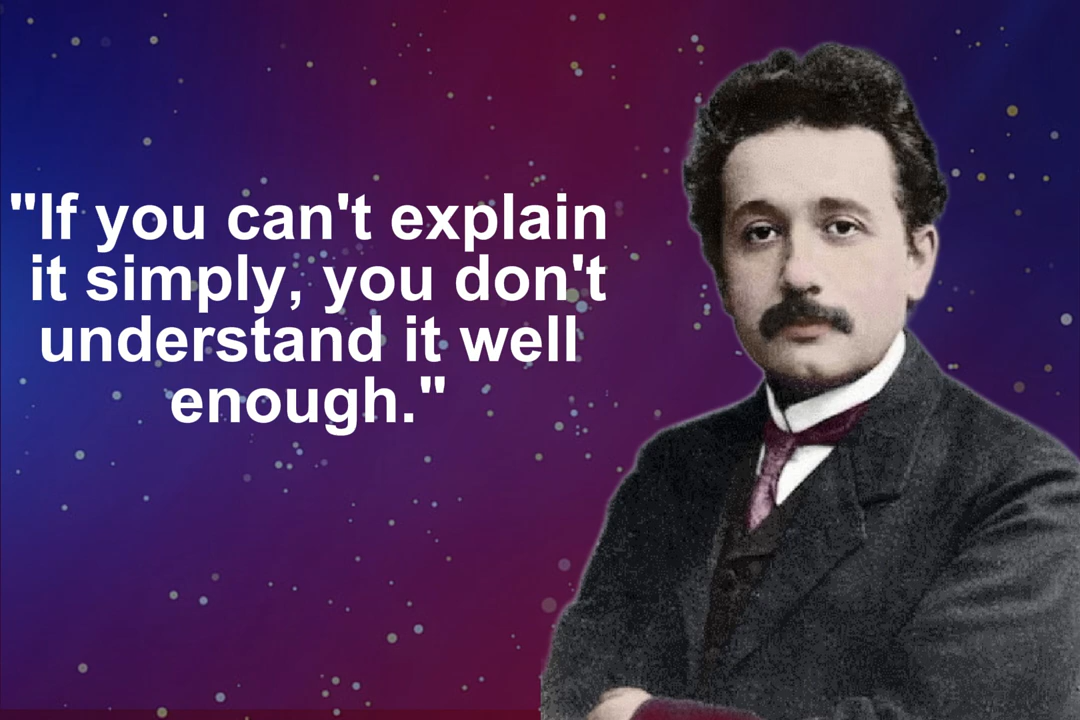 "If you can't explain
it simply, you don't
understand it well
enough."